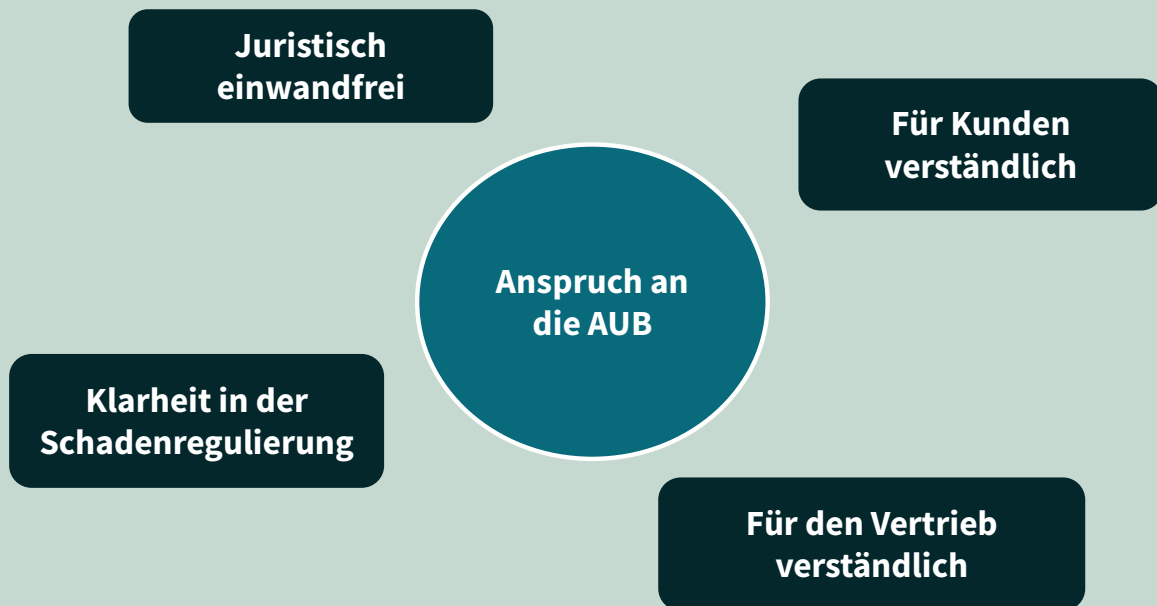 Juristisch
einwandfrei
Für Kunden
verständlich
Anspruch an
die AUB
Klarheit in der
Schadenregulierung
Für den Vertrieb
verständlich